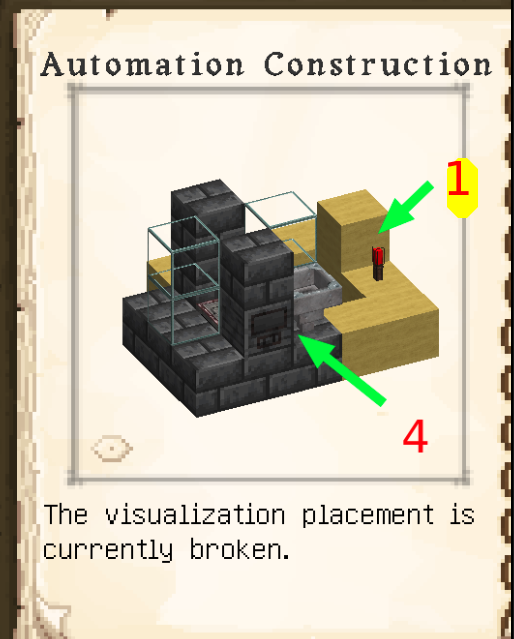 Automation Construction
1
4
The visualization placement is
currently broken.